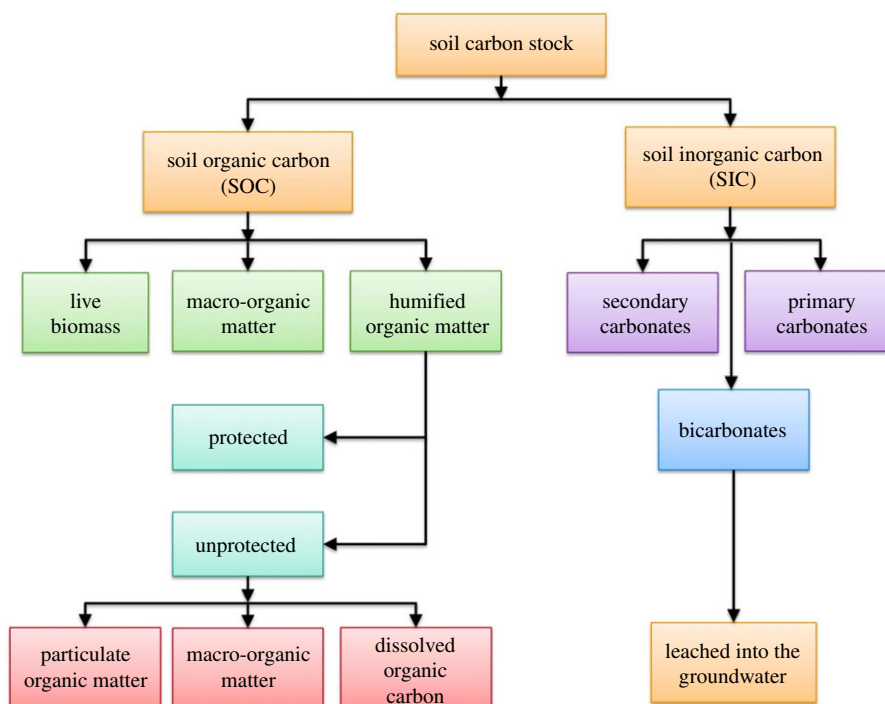 soil carbon stock
soil organic carbon
(SOC)
soil inorganic carbon
(SIC)
live
biomass
macro-organic
matter
humified
organic matter
secondary
carbonates
primary
carbonates
protected
bicarbonates
unprotected
particulate
organic matter
macro-organic
matter
dissolved
organic
carbon
leached into the
groundwater